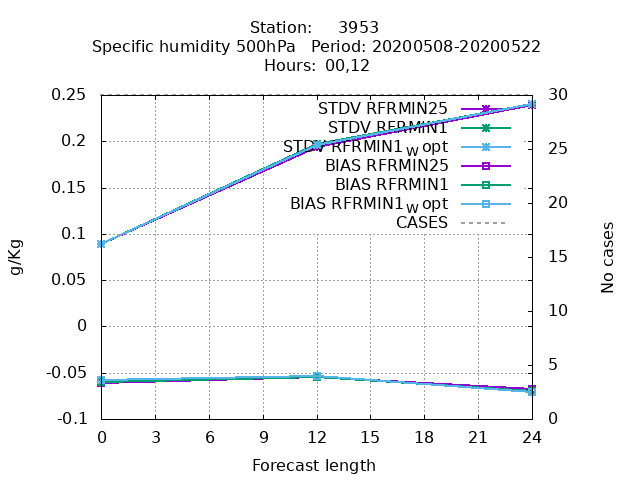 Station: 3953
Specific humidity 500hPa Period: 20200508-20200522
Hours: 00,12
0.25
0.2
0.15
0.1
0.05
0
-0.05
-0.1
g/Kg
STDV RFRMIN25
STDV RFRMIN1
STDV RFRMIN1w opt
BIAS RFRMIN25
BIAS RFRMIN1
BIAS RFRMIN1w opt
CASES
30
25
20
15
10
5
0
No cases
0 3 6 9 12 15 18 21 24
Forecast length